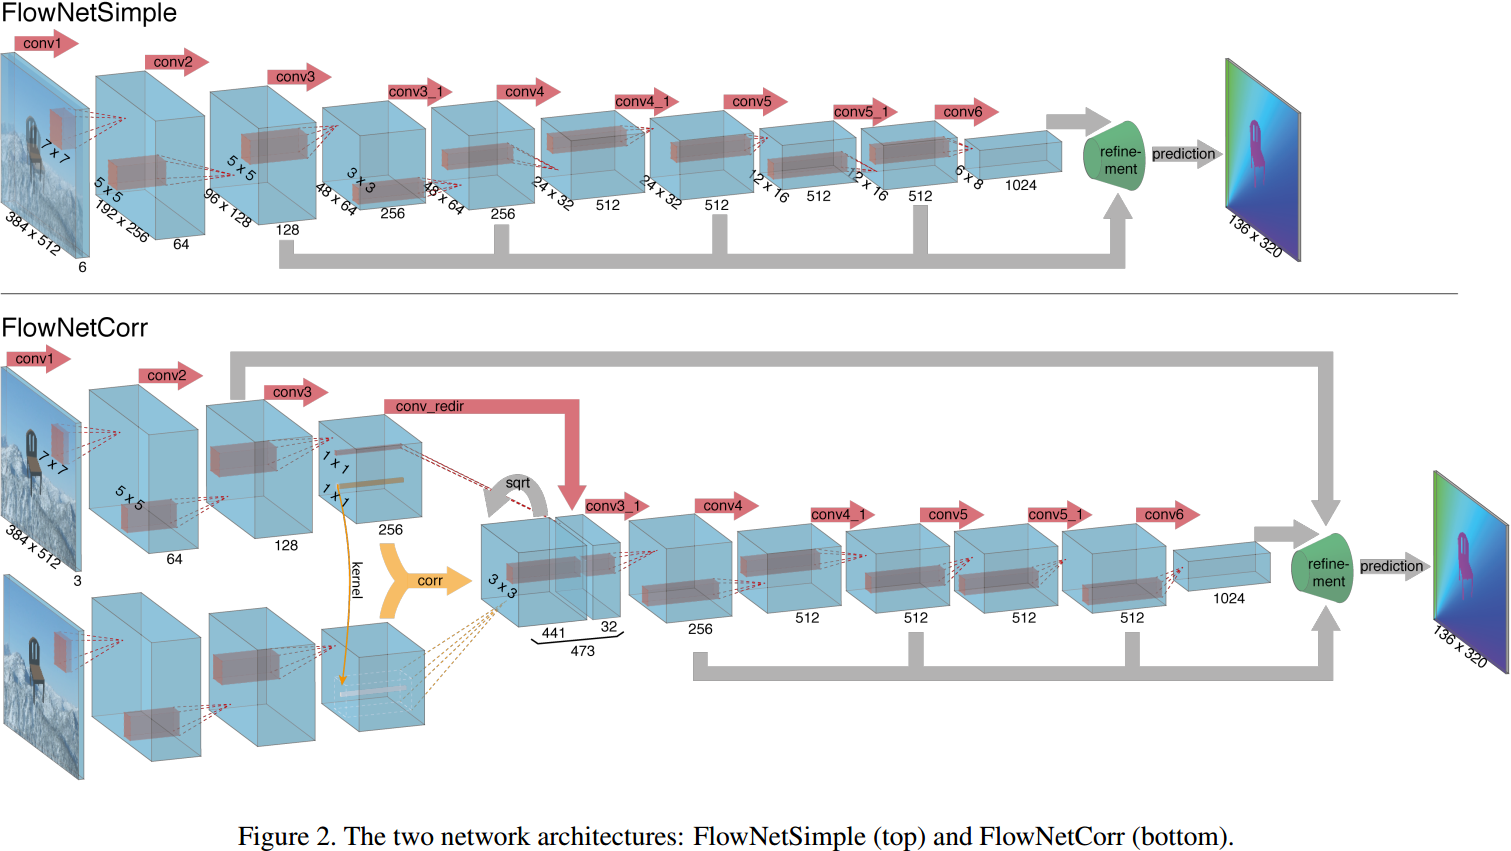 FlowNetSimple
conv1
conv2
conv3
conv3_1
conv4
conv4_1
conv5
conv5_1
conv6
7 x 7
384 x 512
6
5 x 5
192 x 256
64
5 x 5
96 x 128
128
3 x 3
48 x 64
256
48 x 64
256
24 x 32
512
24 x 32
512
12 x 16
512
12 x 16
512
6 x 8
1024
refine-
ment
prediction
136 x 320
FlowNetCorr
conv1
conv2
conv3
conv_redir
sqrt
conv3_1
conv4
conv4_1
conv5
conv5_1
conv6
7 x 7
384 x 512
3
5 x 5
64
128
1 x 1
1 x 1
256
kernel
corr
3 x 3
441
32
473
256
512
512
512
512
1024
refine-
ment
prediction
136 x 320
Figure 2. The two network architectures: FlowNetSimple (top) and FlowNetCorr (bottom).